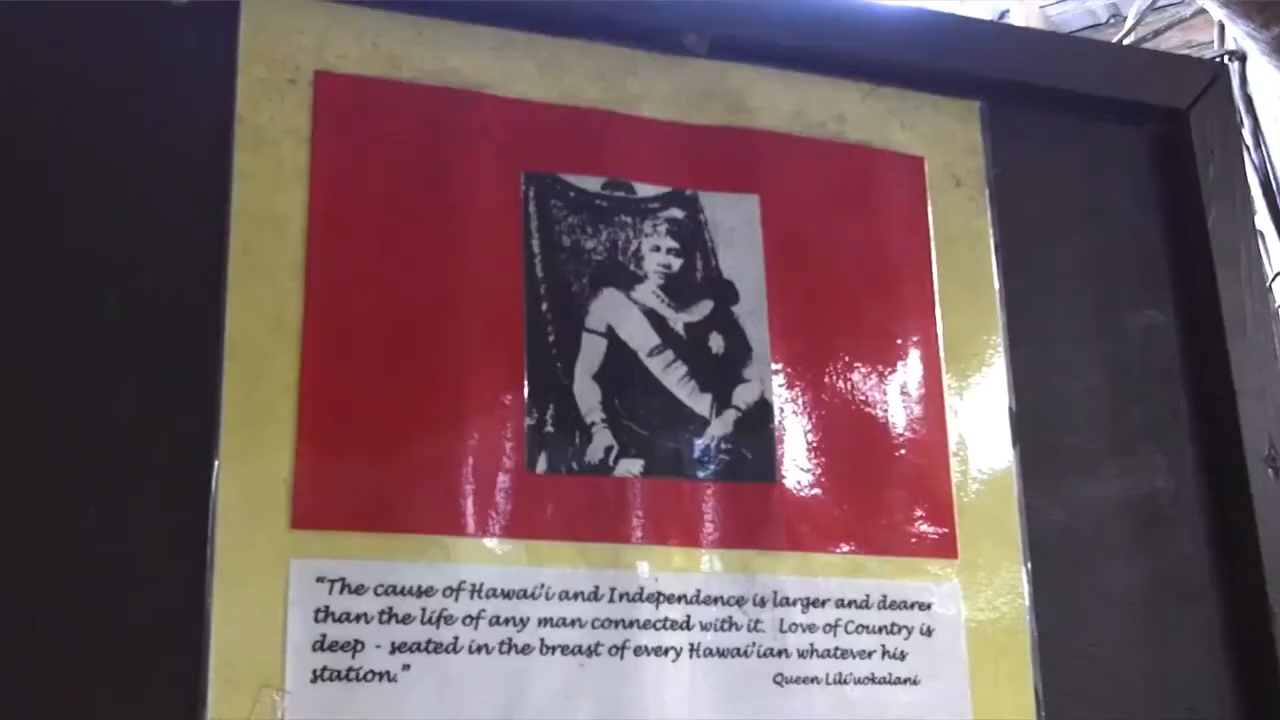 “The cause of Hawai'i and Independence is larger and dearer
than the life of any man connected with it. Love of Country is
deep - seated in the breast of every Hawai'ian whatever his
station.”
Queen Lili'uokalani